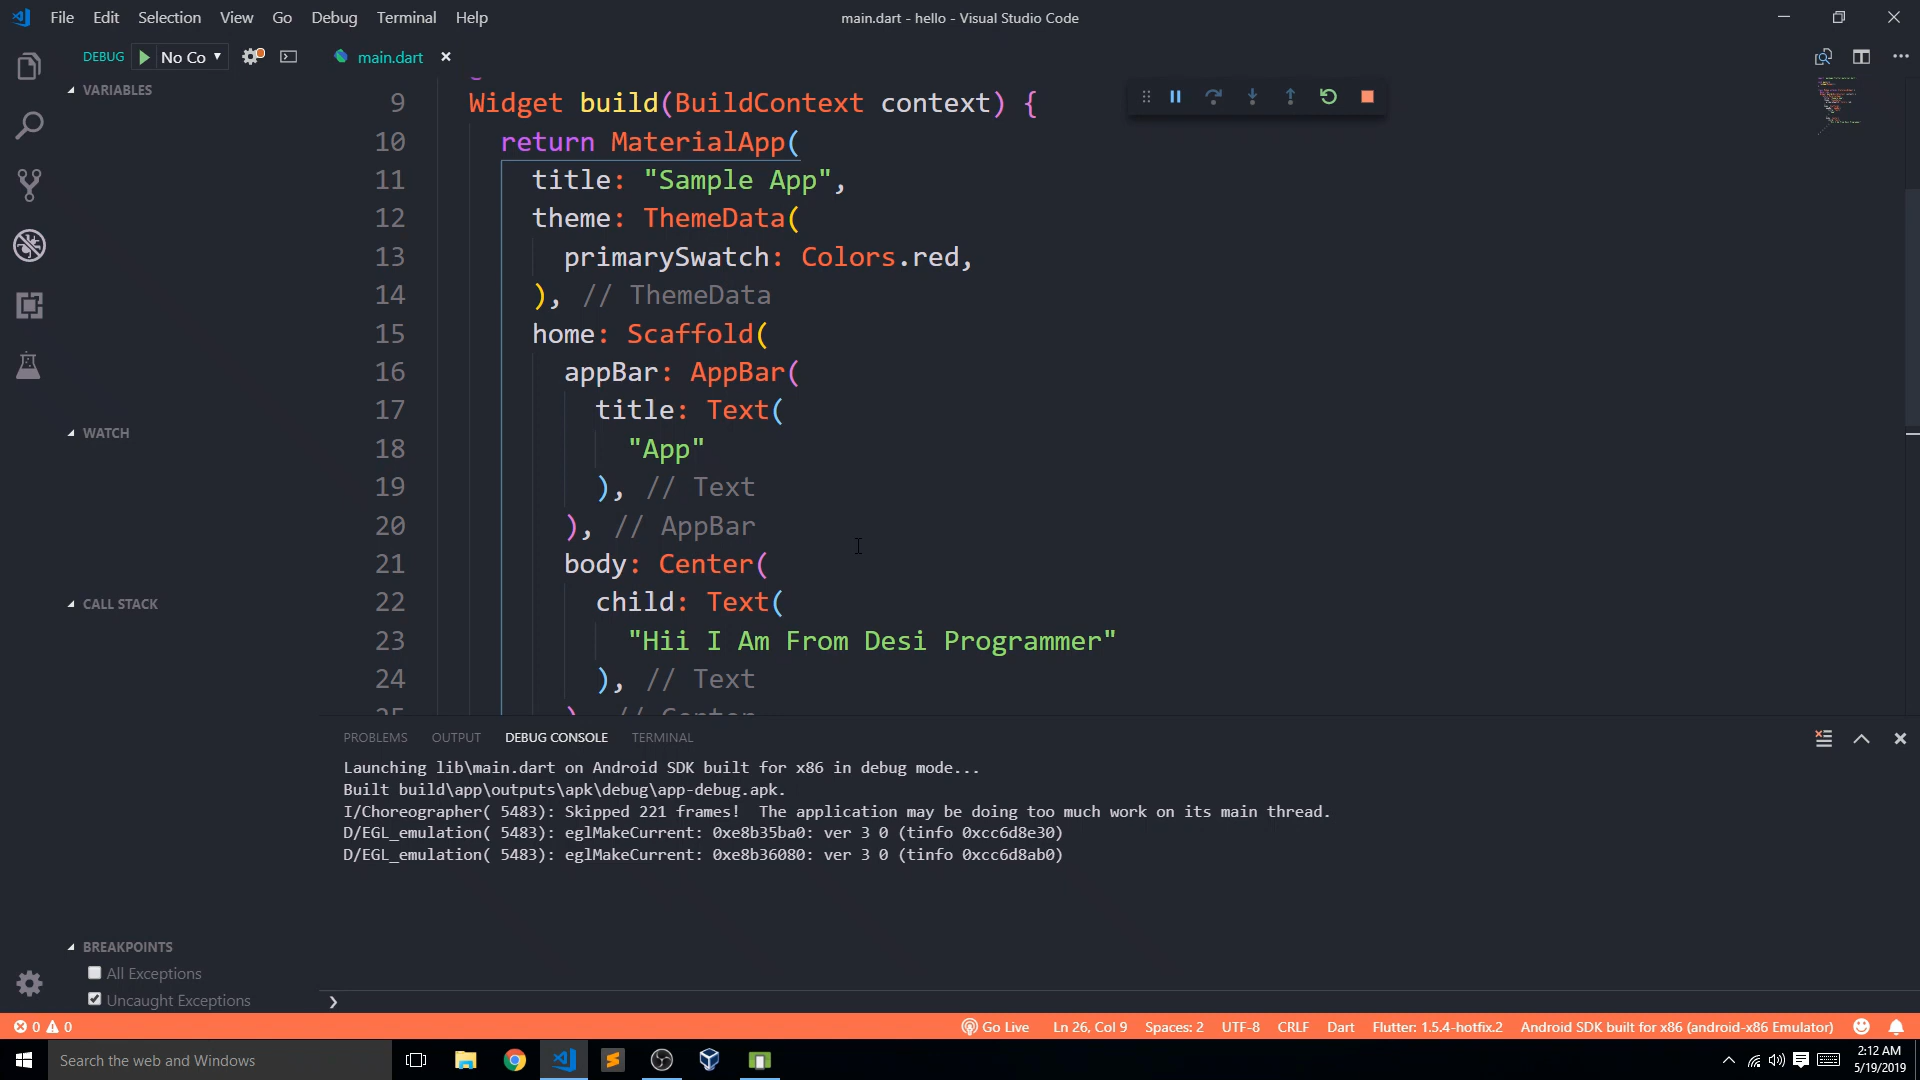 File Edit Selection View Go Debug Terminal Help
main.dart - hello - Visual Studio Code
DEBUG No Co
main.dart
VARIABLES
WATCH
CALL STACK
BREAKPOINTS
All Exceptions
Uncaught Exceptions
9 Widget build(BuildContext context) {
10 return MaterialApp(
11 title: "Sample App",
12 theme: ThemeData(
13 primarySwatch: Colors.red,
14 ), // ThemeData
15 home: Scaffold(
16 appBar: AppBar(
17 title: Text(
18 "App"
19 ), // Text
20 ), // AppBar
21 body: Center(
22 child: Text(
23 "Hii I Am From Desi Programmer"
24 ), // Text
25 ), // Center
PROBLEMS OUTPUT DEBUG CONSOLE TERMINAL
Launching lib\main.dart on Android SDK built for x86 in debug mode...
Built build\app\outputs\apk\debug\app-debug.apk.
I/Choreographer( 5483): Skipped 221 frames!  The application may be doing too much work on its main thread.
D/EGL_emulation( 5483): eglMakeCurrent: 0xe8b35ba0: ver 3 0 (tinfo 0xcc6d8e30)
D/EGL_emulation( 5483): eglMakeCurrent: 0xe8b36080: ver 3 0 (tinfo 0xcc6d8ab0)
0 0 Go Live Ln 26, Col 9 Spaces: 2 UTF-8 CRLF Dart Flutter: 1.5.4-hotfix.2 Android SDK built for x86 (android-x86 Emulator)
Search the web and Windows
2:12 AM
5/19/2019